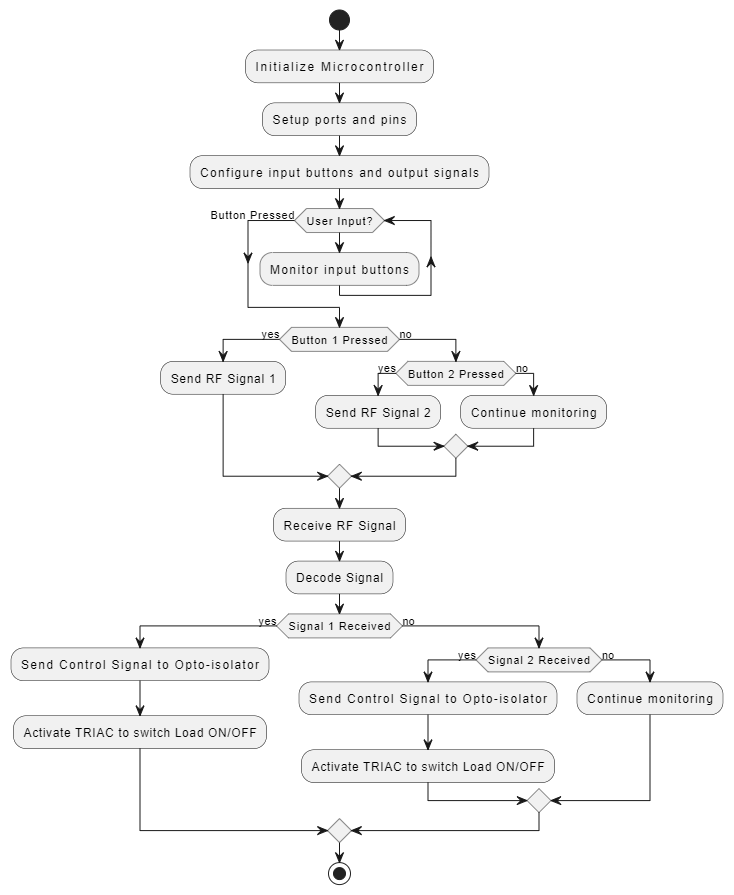 Initialize Microcontroller
Setup ports and pins
Configure input buttons and output signals
Button Pressed
User Input?
Monitor input buttons
yes
Button 1 Pressed
no
Send RF Signal 1
yes
Button 2 Pressed
no
Send RF Signal 2
Continue monitoring
Receive RF Signal
Decode Signal
yes
Signal 1 Received
no
Send Control Signal to Opto-isolator
Activate TRIAC to switch Load ON/OFF
yes
Signal 2 Received
no
Send Control Signal to Opto-isolator
Continue monitoring
Activate TRIAC to switch Load ON/OFF